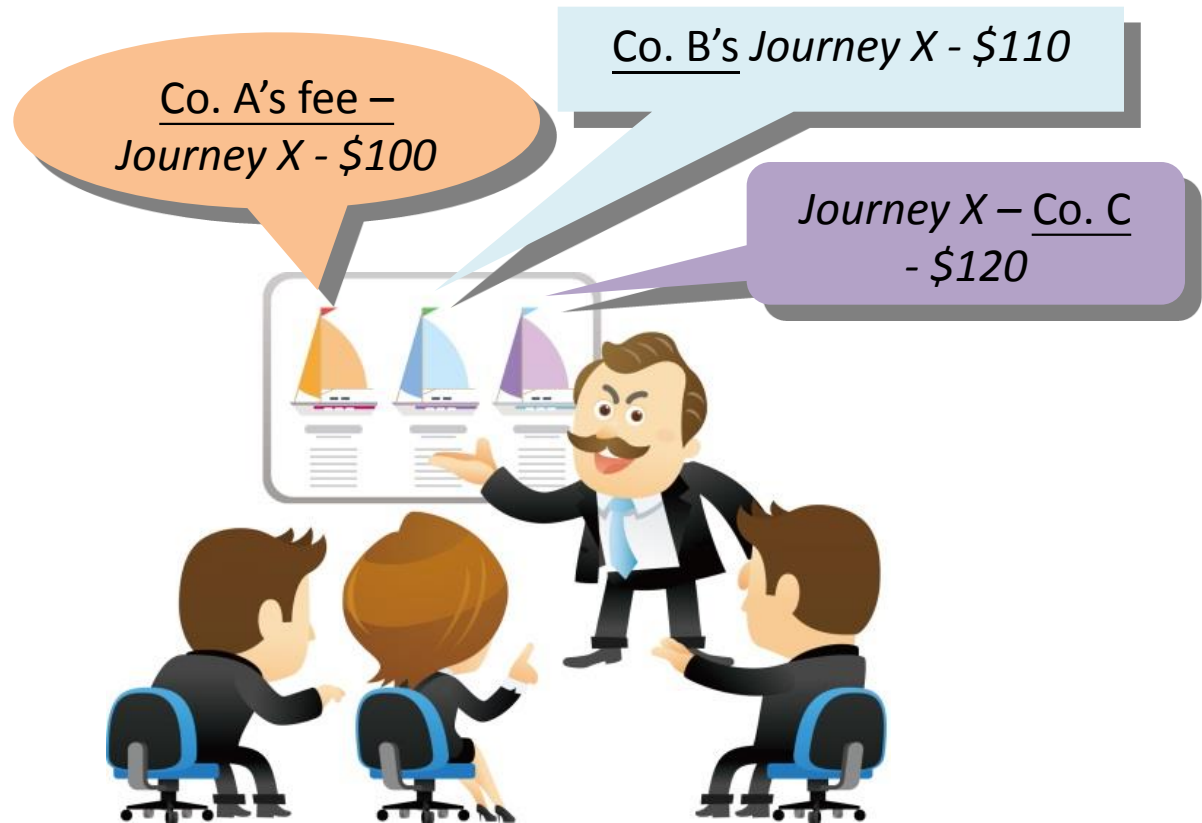 Co. A’s fee –
Journey X - $100
Co. B’s Journey X - $110
Journey X – Co. C
- $120